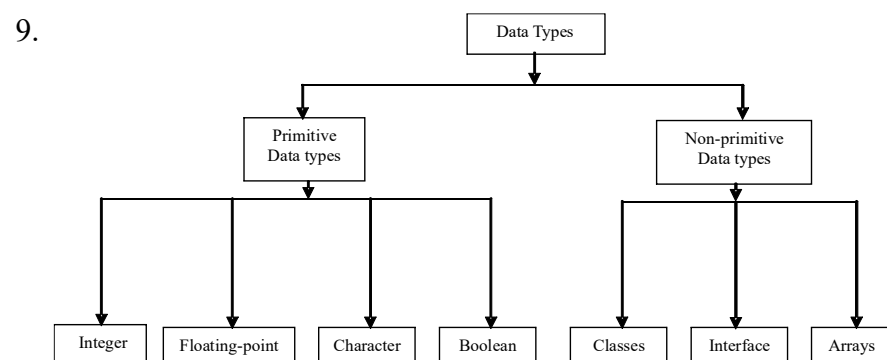 9.
Data Types
Primitive
Data types
Non-primitive
Data types
Integer
Floating-point
Character
Boolean
Classes
Interface
Arrays